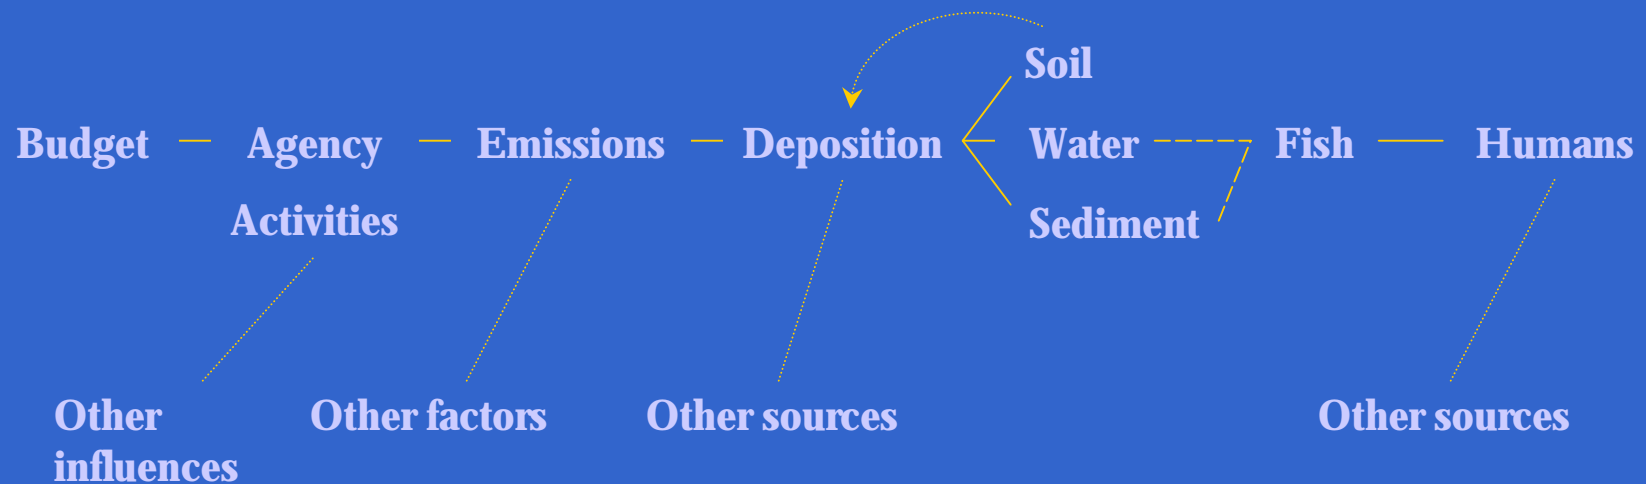 Soil
Budget Agency Emissions Deposition Water Fish Humans
Activities Sediment
Other Other factors Other sources Other sources
influences